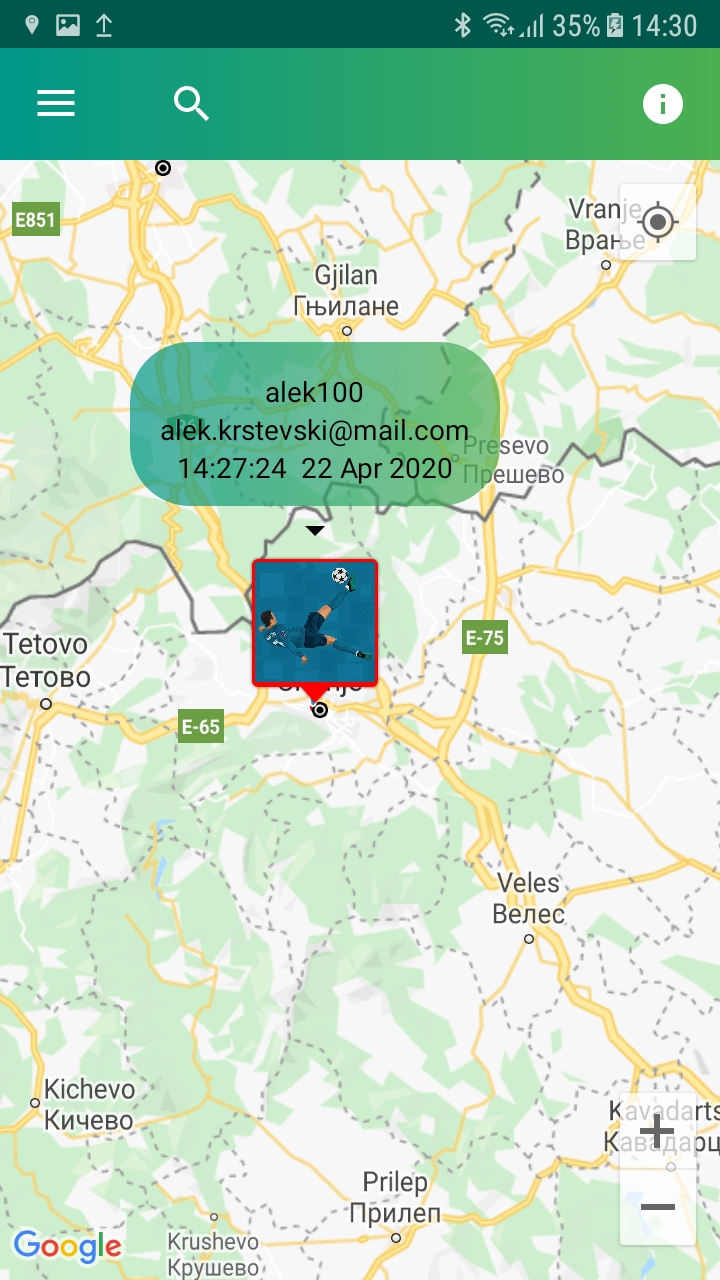 35% 14:30
E851
Vranje
Врање
Gjilan
Гњилане
alek100
alek.krstevski@mail.com
14:27:24 22 Apr 2020
Presevo
Прешево
Tetovo
Тетово
E-75
E-65
Veles
Велес
Kichevo
Кичево
Kavadarts
Кавадарц
Prilep
Прилеп
Krushevo
Крушево
Google